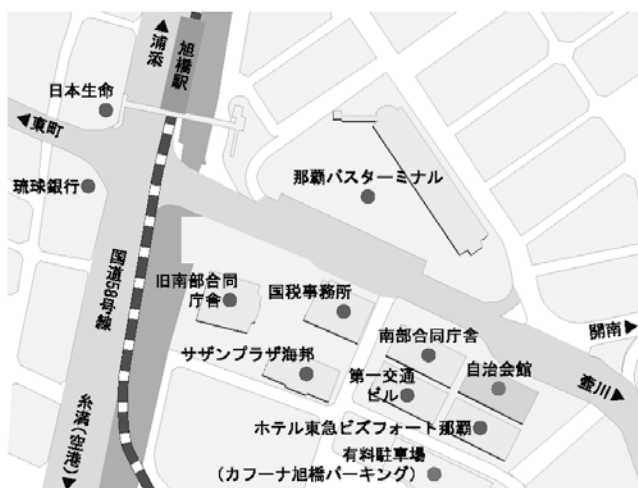 浦添
旭橋駅
日本生命
東町
琉球銀行
那覇バスターミナル
国道58号線
旧南部合同
庁舎
国税事務所
開南
南部合同庁舎
サザンプラザ海邦
第一交通
ビル
自治会館
壷川
糸満(空港)
ホテル東急ビズフォート那覇
有料駐車場
(カフーナ旭橋パーキング)